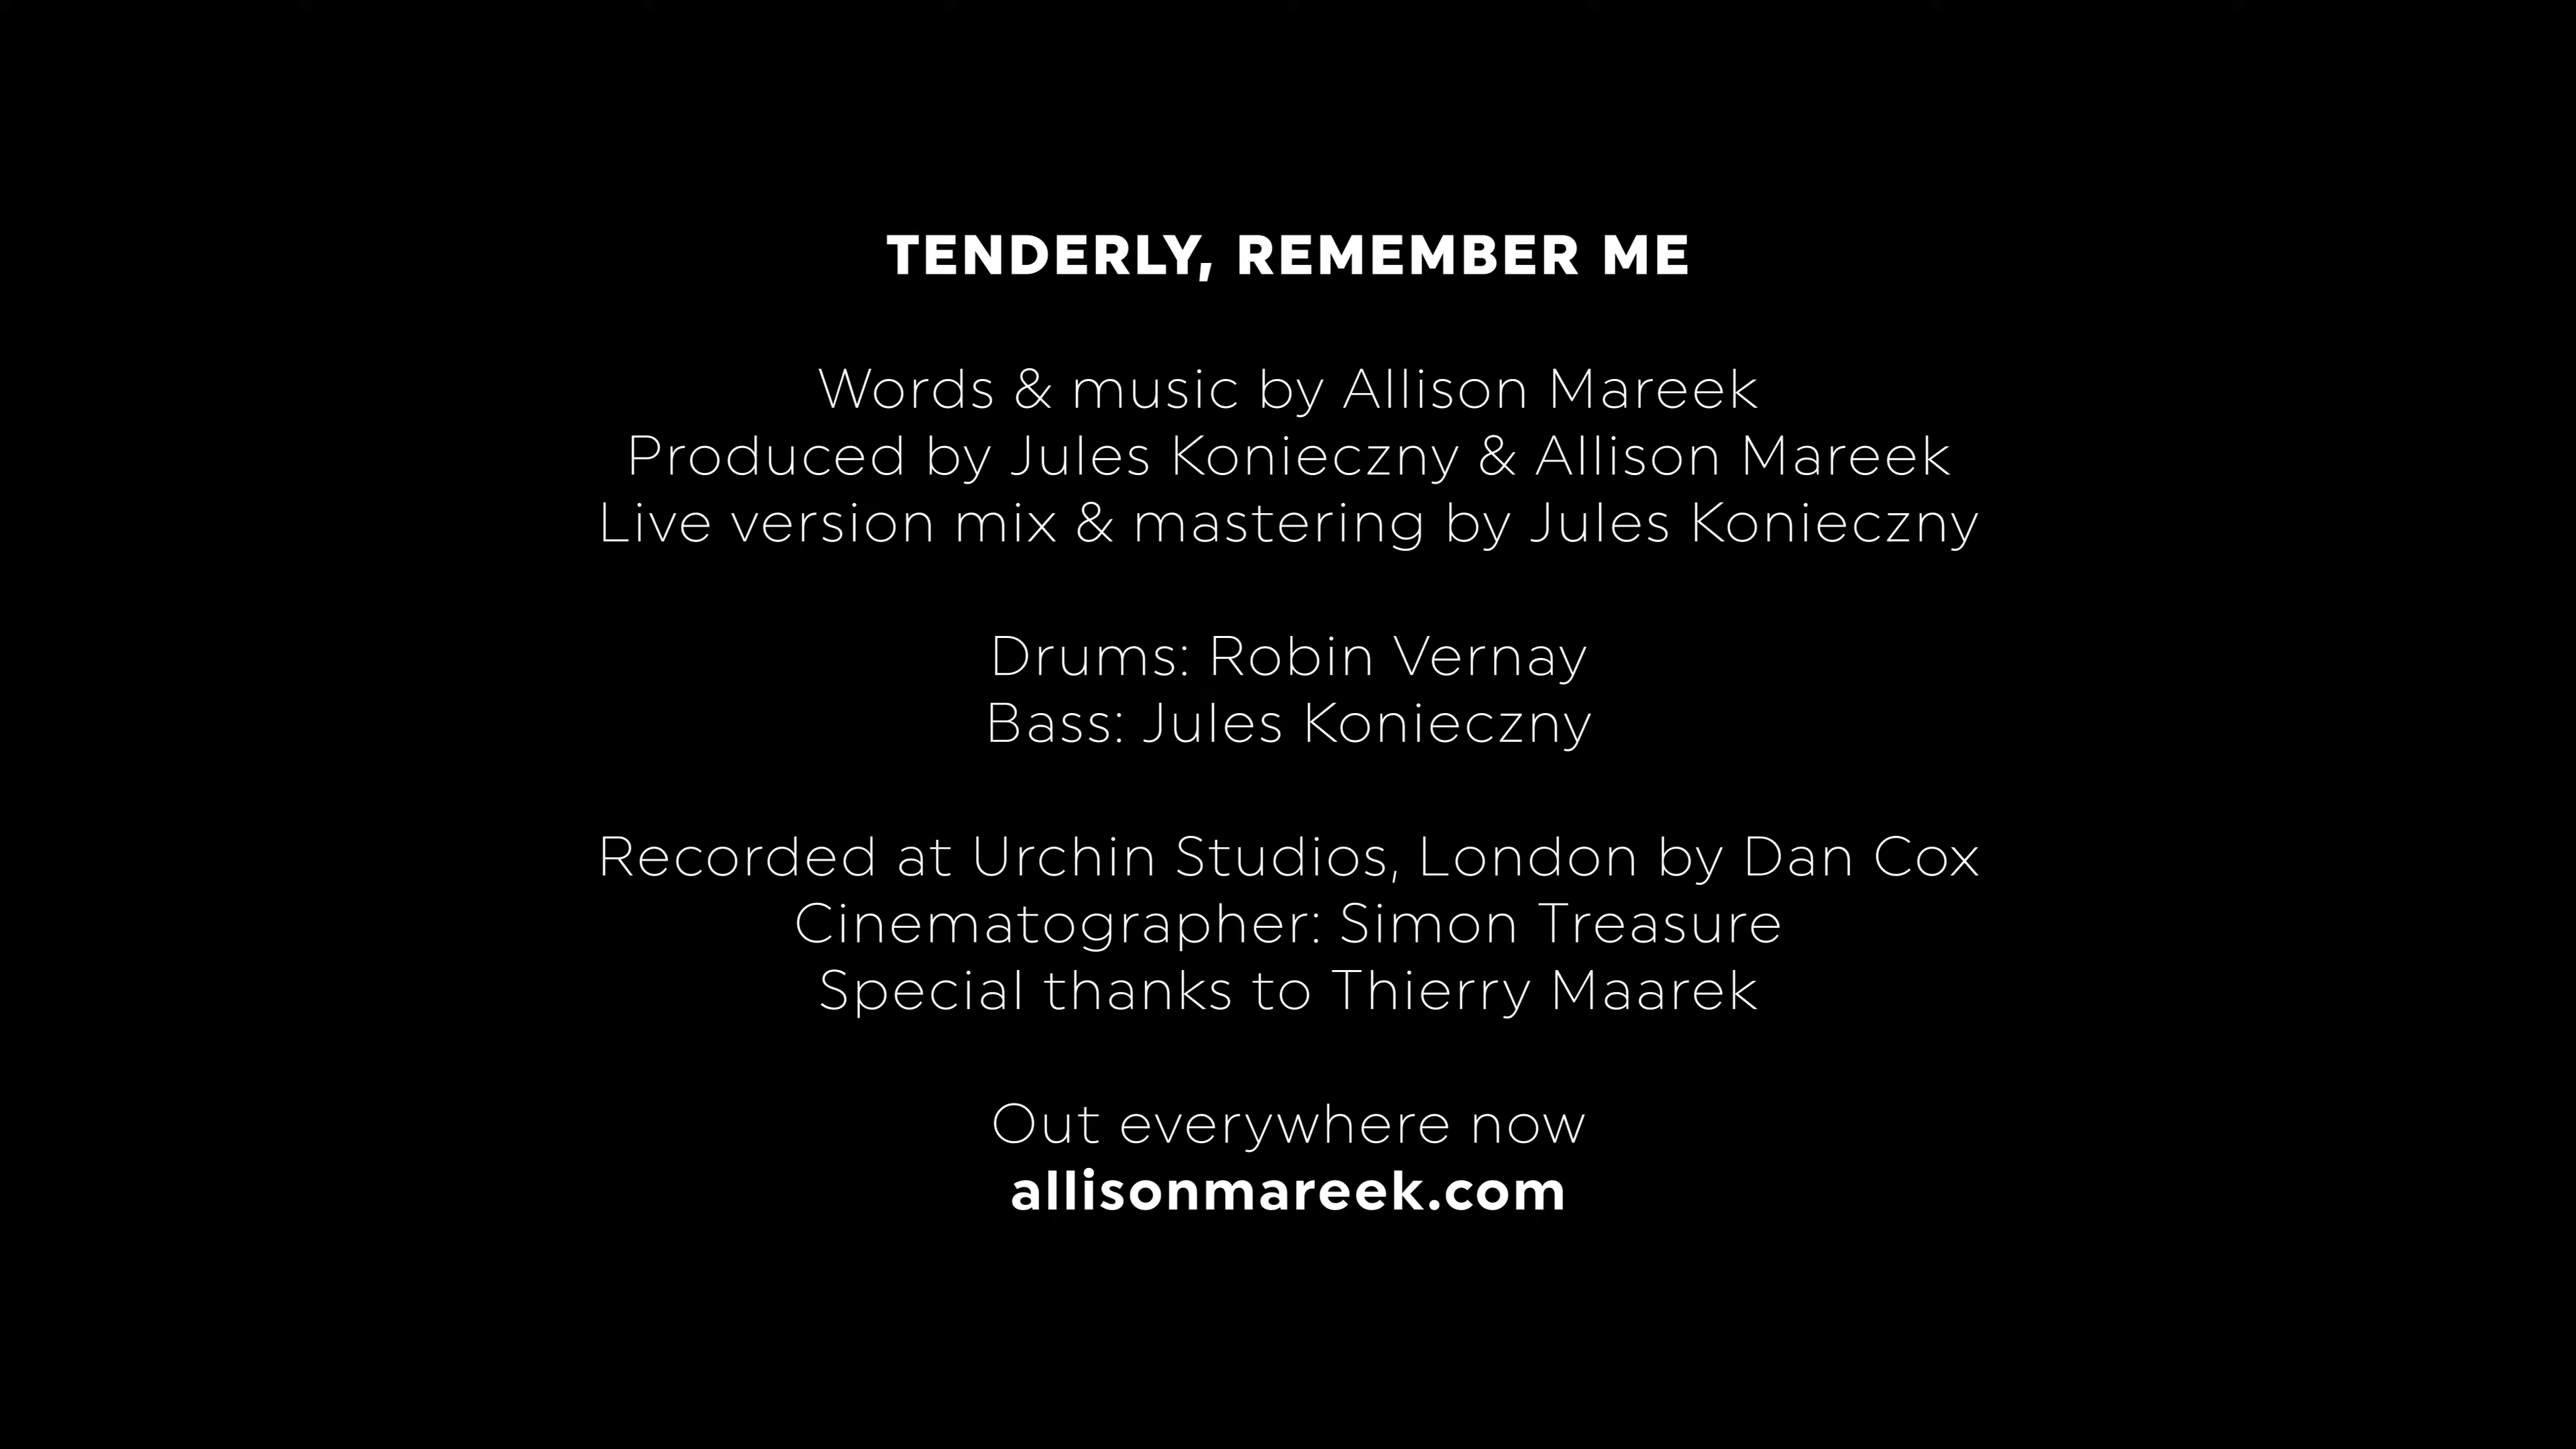 TENDERLY, REMEMBER ME
Words & music by Allison Mareek
Produced by Jules Konieczny & Allison Mareek
Live version mix & mastering by Jules Konieczny
Drums: Robin Vernay
Bass: Jules Konieczny
Recorded at Urchin Studios, London by Dan Cox
Cinematographer: Simon Treasure
Special thanks to Thierry Maarek
Out everywhere now
allisonmareek.com